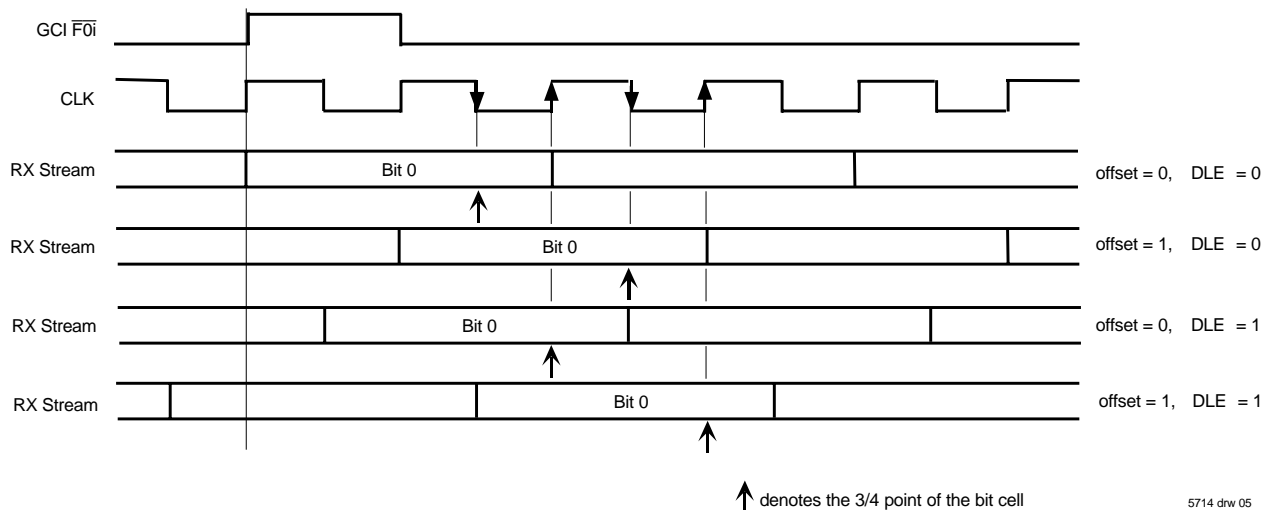 GCI F0i
CLK
RX Stream Bit 0 offset = 0, DLE = 0
RX Stream Bit 0 offset = 1, DLE = 0
RX Stream Bit 0 offset = 0, DLE = 1
RX Stream Bit 0 offset = 1, DLE = 1
denotes the 3/4 point of the bit cell
5714 drw 05